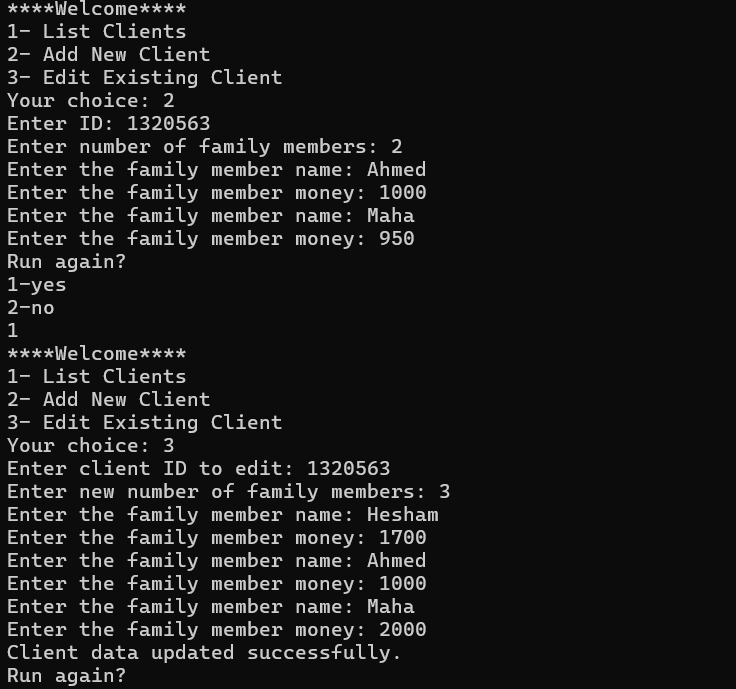 ****Welcome****
1- List Clients
2- Add New Client
3- Edit Existing Client
Your choice: 2
Enter ID: 1320563
Enter number of family members: 2
Enter the family member name: Ahmed
Enter the family member money: 1000
Enter the family member name: Maha
Enter the family member money: 950
Run again?
1-yes
2-no
1
****Welcome****
1- List Clients
2- Add New Client
3- Edit Existing Client
Your choice: 3
Enter client ID to edit: 1320563
Enter new number of family members: 3
Enter the family member name: Hesham
Enter the family member money: 1700
Enter the family member name: Ahmed
Enter the family member money: 1000
Enter the family member name: Maha
Enter the family member money: 2000
Client data updated successfully.
Run again?